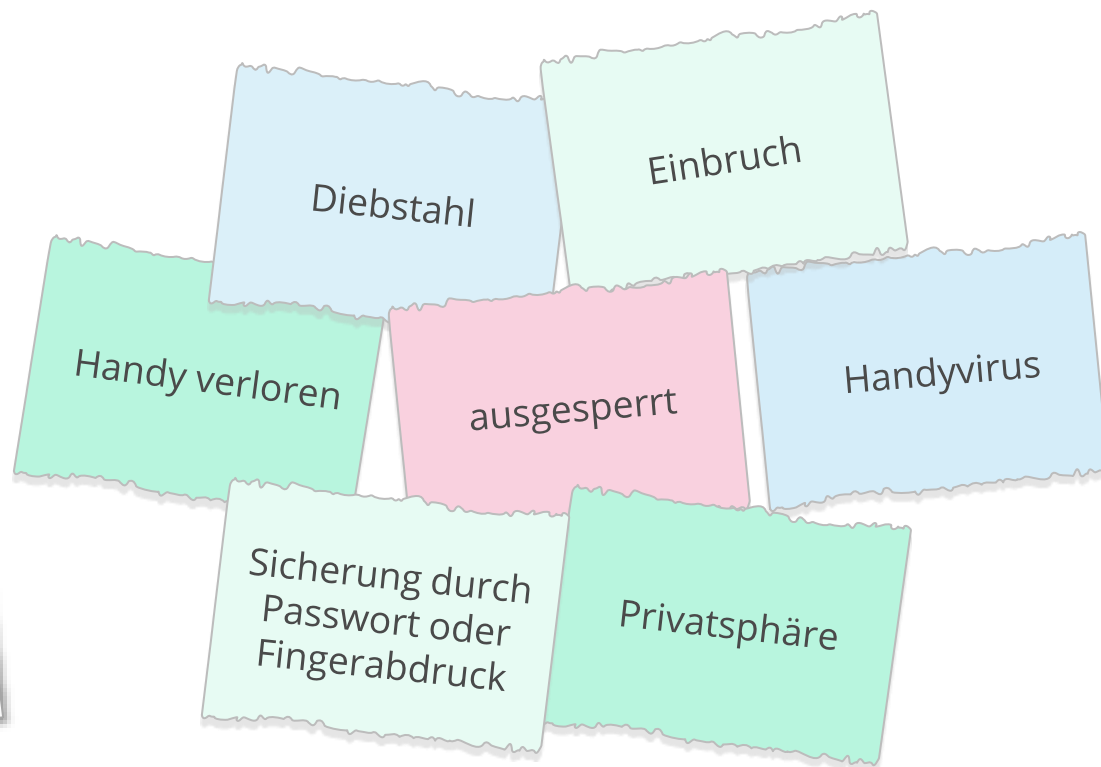 Diebstahl
Einbruch
Handy verloren
ausgesperrt
Handyvirus
Sicherung durch
Passwort oder
Fingerabdruck
Privatsphäre